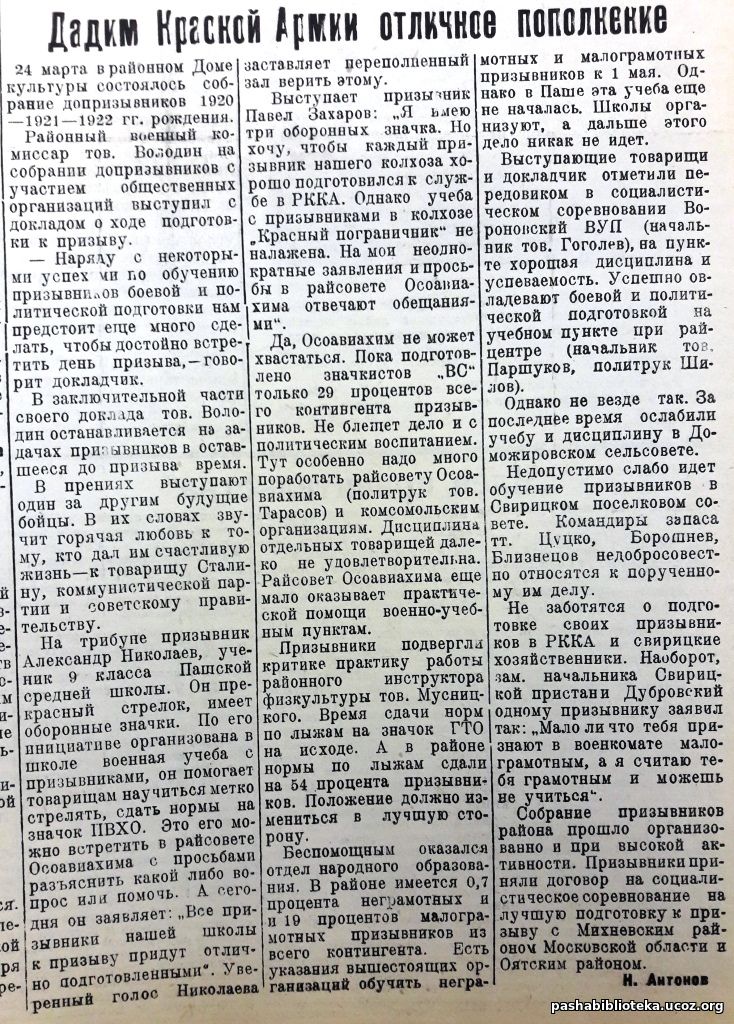 Дадим Красной Армии отличное пополнение
24 марта в районном Доме
культуры состоялось соб-
рание допризывников 1920
—1921—1922 гг. рождения.
Районный военный ко-
миссар тов. Володин на
собрании допризывников с
участием общественных
организаций выступил с
докладом о ходе подготов-
ки к призыву.
— Наряду с некоторы-
ми успех ми по обучению
призывников боевой и по-
литической подготовки нам
предстоит еще много сде-
лать, чтобы достойно встре-
тить день призыва,—гово-
рит докладчик.
В заключительной части
своего доклада тов. Воло-
дин останавливается на за-
дачах призывников в остав-
шееся до призыва время.
В прениях выступают
один за другим будущие
бойцы. В их словах зву-
чит горячая любовь к то-
му, кто дал им счастливую
жизнь—к товарищу Стали-
ну, коммунистической пар-
тии и советскому прави-
тельству.
На трибуне призывник
Александр Николаев, уче-
ник 9 класса Пашской
средней школы. Он пре-
красный стрелок, имеет
оборонные значки. По его
инициативе организована в
школе военная учеба с
призывниками, он помогает
товарищам научиться метко
стрелять, сдать нормы на
значок ПВХО. Это его мо-
жно встретить в райсовете
Осоавиахима с просьбами
разъяснить какой либо во-
прос или помочь. А сего-
дня он заявляет: „Все при-
зывники нашей школы
к призыву придут отлич-
но подготовленными“. Уве-
ренный голос Николаева
заставляет переполненный
зал верить этому.
Выступает призывник
Павел Захаров: „Я имею
три оборонных значка. Но
хочу, чтобы каждый при-
зывник нашего колхоза хо-
рошо подготовился к служ-
бе в РККА. Однако учеба
с призывниками в колхозе
„Красный пограничник“ не
налажена. На мои неодно-
кратные заявления и прось-
бы в райсовете Осоавиа-
хима отвечают обещания-
ми“.
Да, Осоавиахим не может
хвастаться. Пока подготов-
лено значкистов „ВС“
только 29 процентов все-
го контингента призыв-
ников. Не блещет дело и с
политическим воспитанием.
Тут особенно надо много
поработать райсовету Осоа-
виахима (политрук тов.
Тарасов) и комсомольским
организациям. Дисциплина
отдельных товарищей дале-
ко не удовлетворительна.
Райсовет Осоавиахима еще
мало оказывает практиче-
ской помощи военно-учеб-
ным пунктам.
Призывники подвергли
критике практику работы
районного инструктора
физкультуры тов. Мусниц-
кого. Время сдачи норм
по лыжам на значок ГТО
на исходе. А в районе
нормы по лыжам сдали
на 54 процента призывни-
ков. Положение должно из-
мениться в лучшую сто-
рону.
Беспомощным оказался
отдел народного образова-
ния. В районе имеется 0,7
процента неграмотных и
и 19 процентов малогра-
мотных призывников из
всего контингента. Есть
указания вышестоящих ор-
ганизаций обучить негра-
мотных и малограмотных
призывников к 1 мая. Од-
нако в Паше эта учеба еще
не началась. Школы орга-
низуют, а дальше этого
дело никак не идет.
Выступающие товарищи
и докладчик отметили пе-
редовиком в социалисти-
ческом соревновании Во-
роновский ВУП (началь-
ник тов. Гоголев), на пунк-
те хорошая дисциплина и
успеваемость. Успешно ов-
ладевают боевой и полити-
ческой подготовкой на
учебном пункте при рай-
центре (начальник тов.
Паршуков, политрук Ши-
лов).
Однако не везде так. За
последнее время ослабили
учебу и дисциплину в До-
можировском сельсовете.
Недопустимо слабо идет
обучение призывников в
Свирицком поселковом со-
вете. Командиры запаса
тт. Цуцко, Борошнев,
Близнецов недобросовест-
но относятся к порученно-
му им делу.
Не заботятся о подго-
товке своих призывни-
ков в РККА и свирицкие
хозяйственники. Наоборот,
зам. начальника Свириц-
кой пристани Дубровский
одному призывнику заявил
так: „Мало ли что тебя при-
знают в военкомате мало-
грамотным, а я считаю те-
бя грамотным и можешь
не учиться“.
Собрание призывников
района прошло организо-
ванно и при высокой ак-
тивности. Призывники при-
няли договор на социали-
стическое соревнование на
лучшую подготовку к при-
зыву с Михневским рай-
оном Московской области и
Оятским районом.
Н. Антонов
pashabiblioteka.ucoz.org